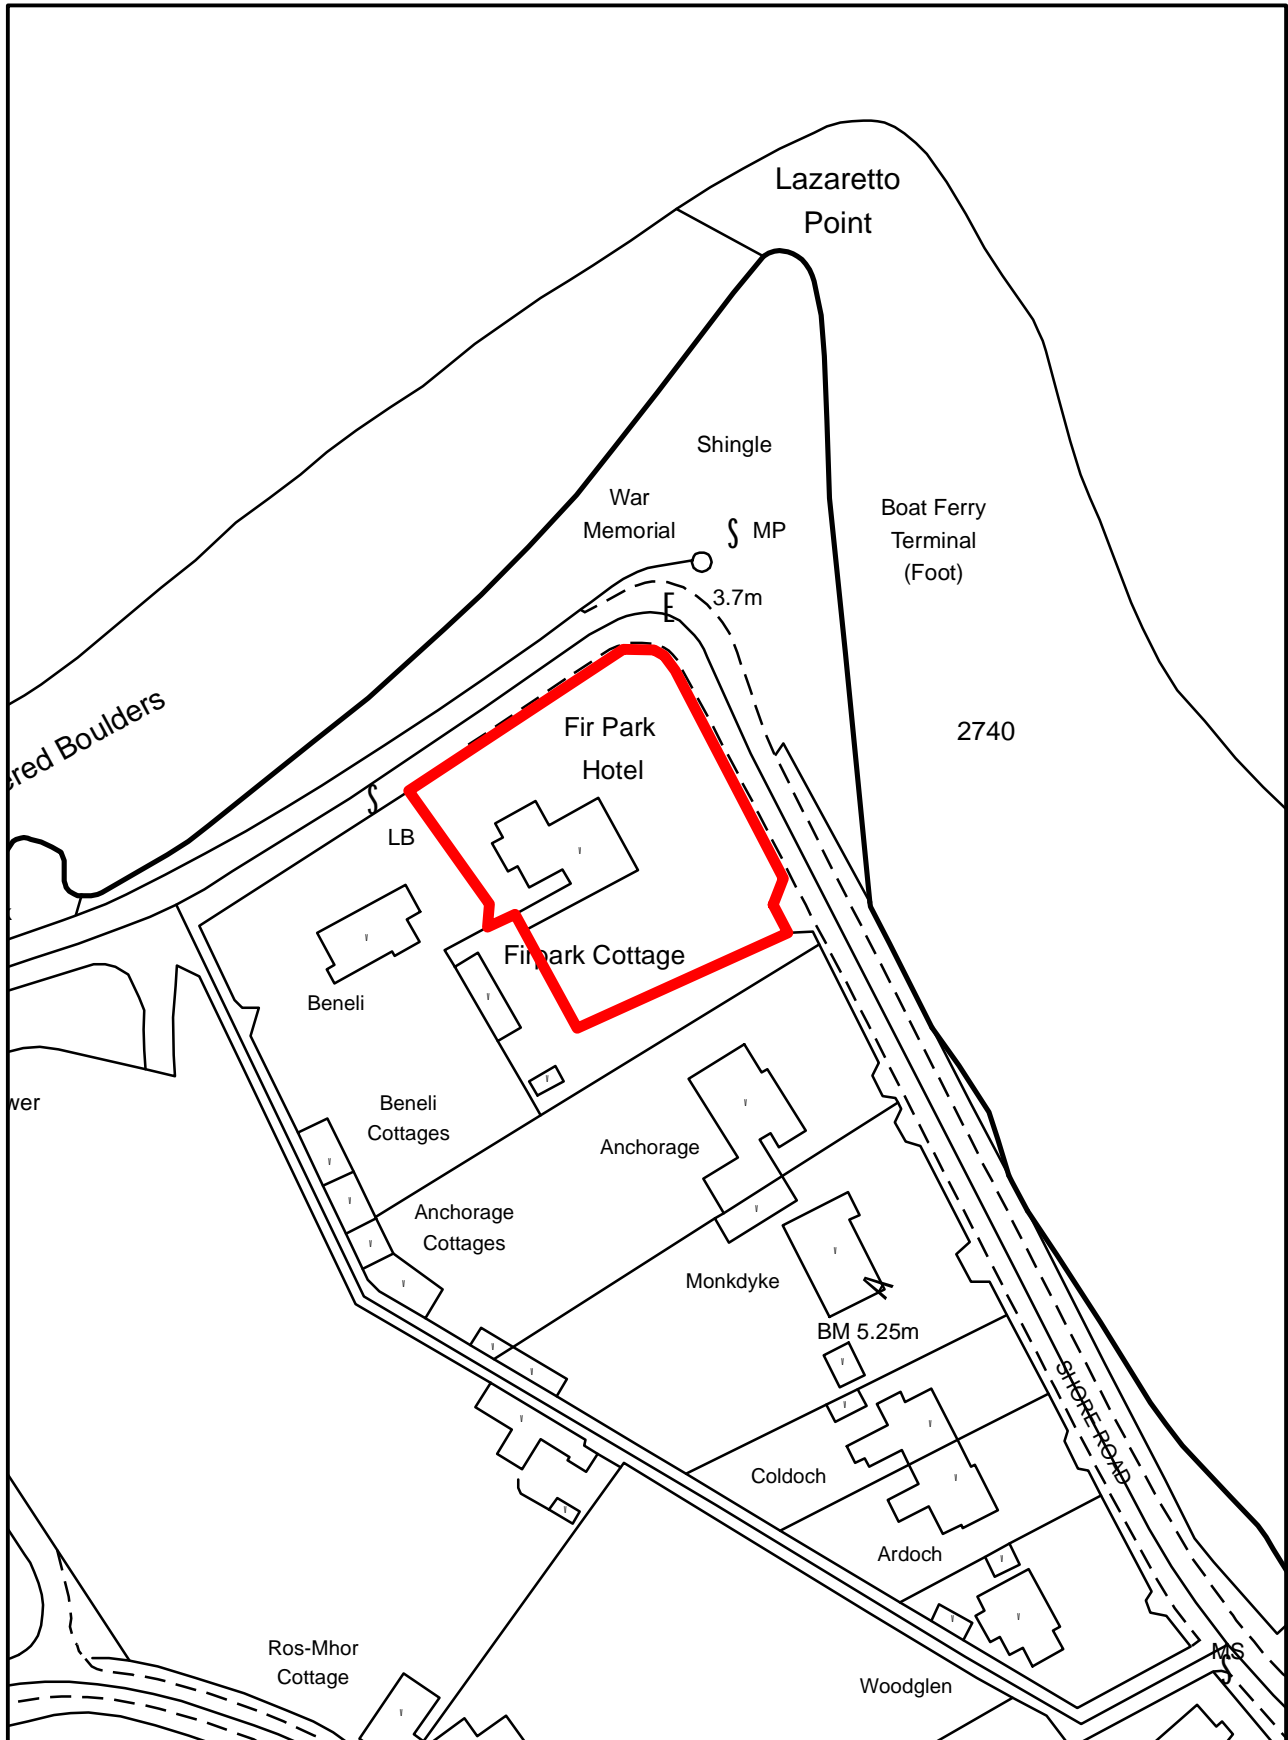 Lazaretto
Point
Shingle
War
Memorial
MP
Boat Ferry
Terminal
(Foot)
3.7m
ered Boulders
Fir Park
Hotel
2740
LB
Firpark Cottage
Beneli
wer
Beneli
Cottages
Anchorage
Anchorage
Cottages
Monkdyke
BM 5.25m
SHORE ROAD
Coldoch
Ardoch
Ros-Mhor
Cottage
MS
Woodglen